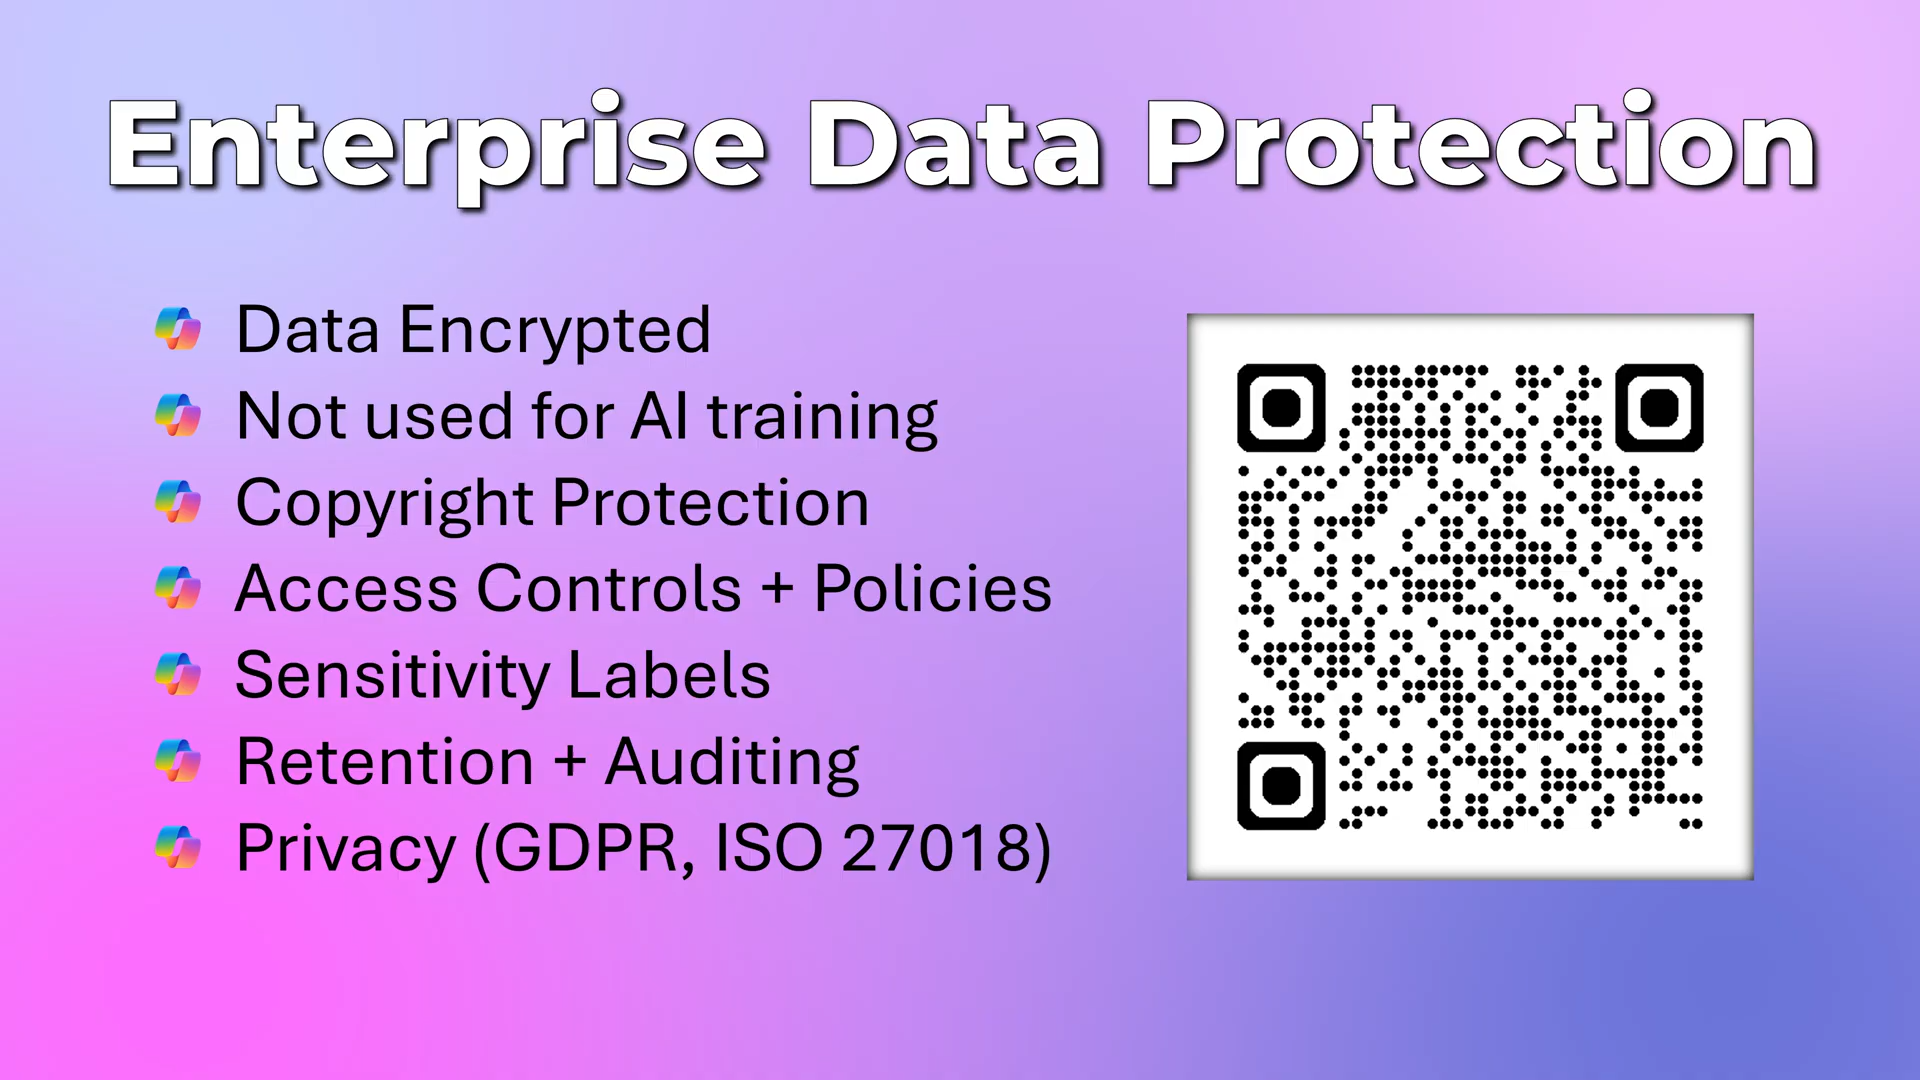 Enterprise Data Protection
Data Encrypted
Not used for AI training
Copyright Protection
Access Controls + Policies
Sensitivity Labels
Retention + Auditing
Privacy (GDPR, ISO 27018)